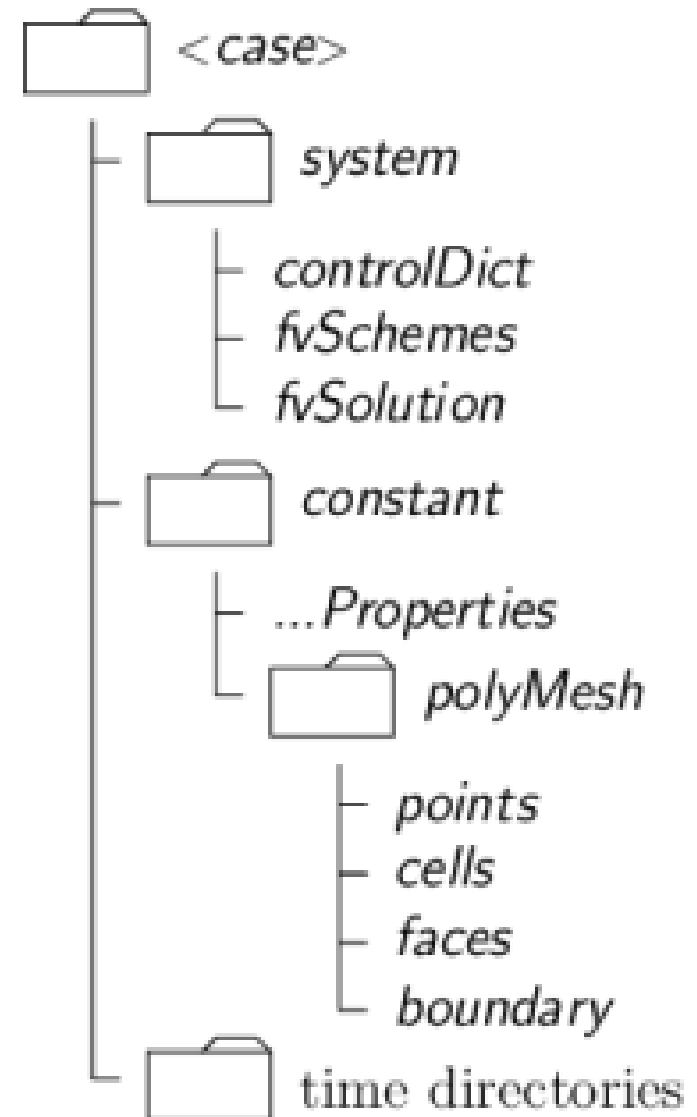 <case>
system
controlDict
fvSchemes
fvSolution
constant
...Properties
polyMesh
points
cells
faces
boundary
time directories